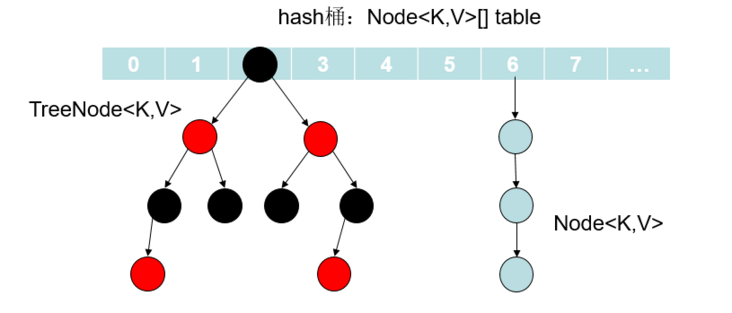 hash桶：Node<K,V>[] table
0 1 3 4 5 6 7 ...
TreeNode<K,V>
Node<K,V>